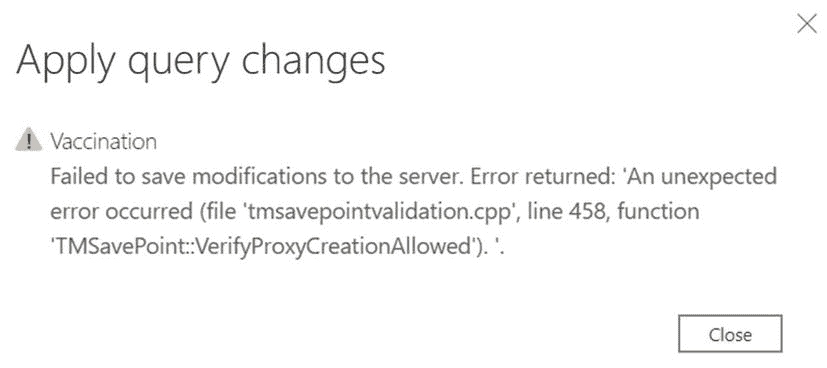 Apply query changes
Vaccination
Failed to save modifications to the server. Error returned: 'An unexpected
error occurred (file 'tmsavepointvalidation.cpp', line 458, function
'TMSavePoint::VerifyProxyCreationAllowed'). '.
Close